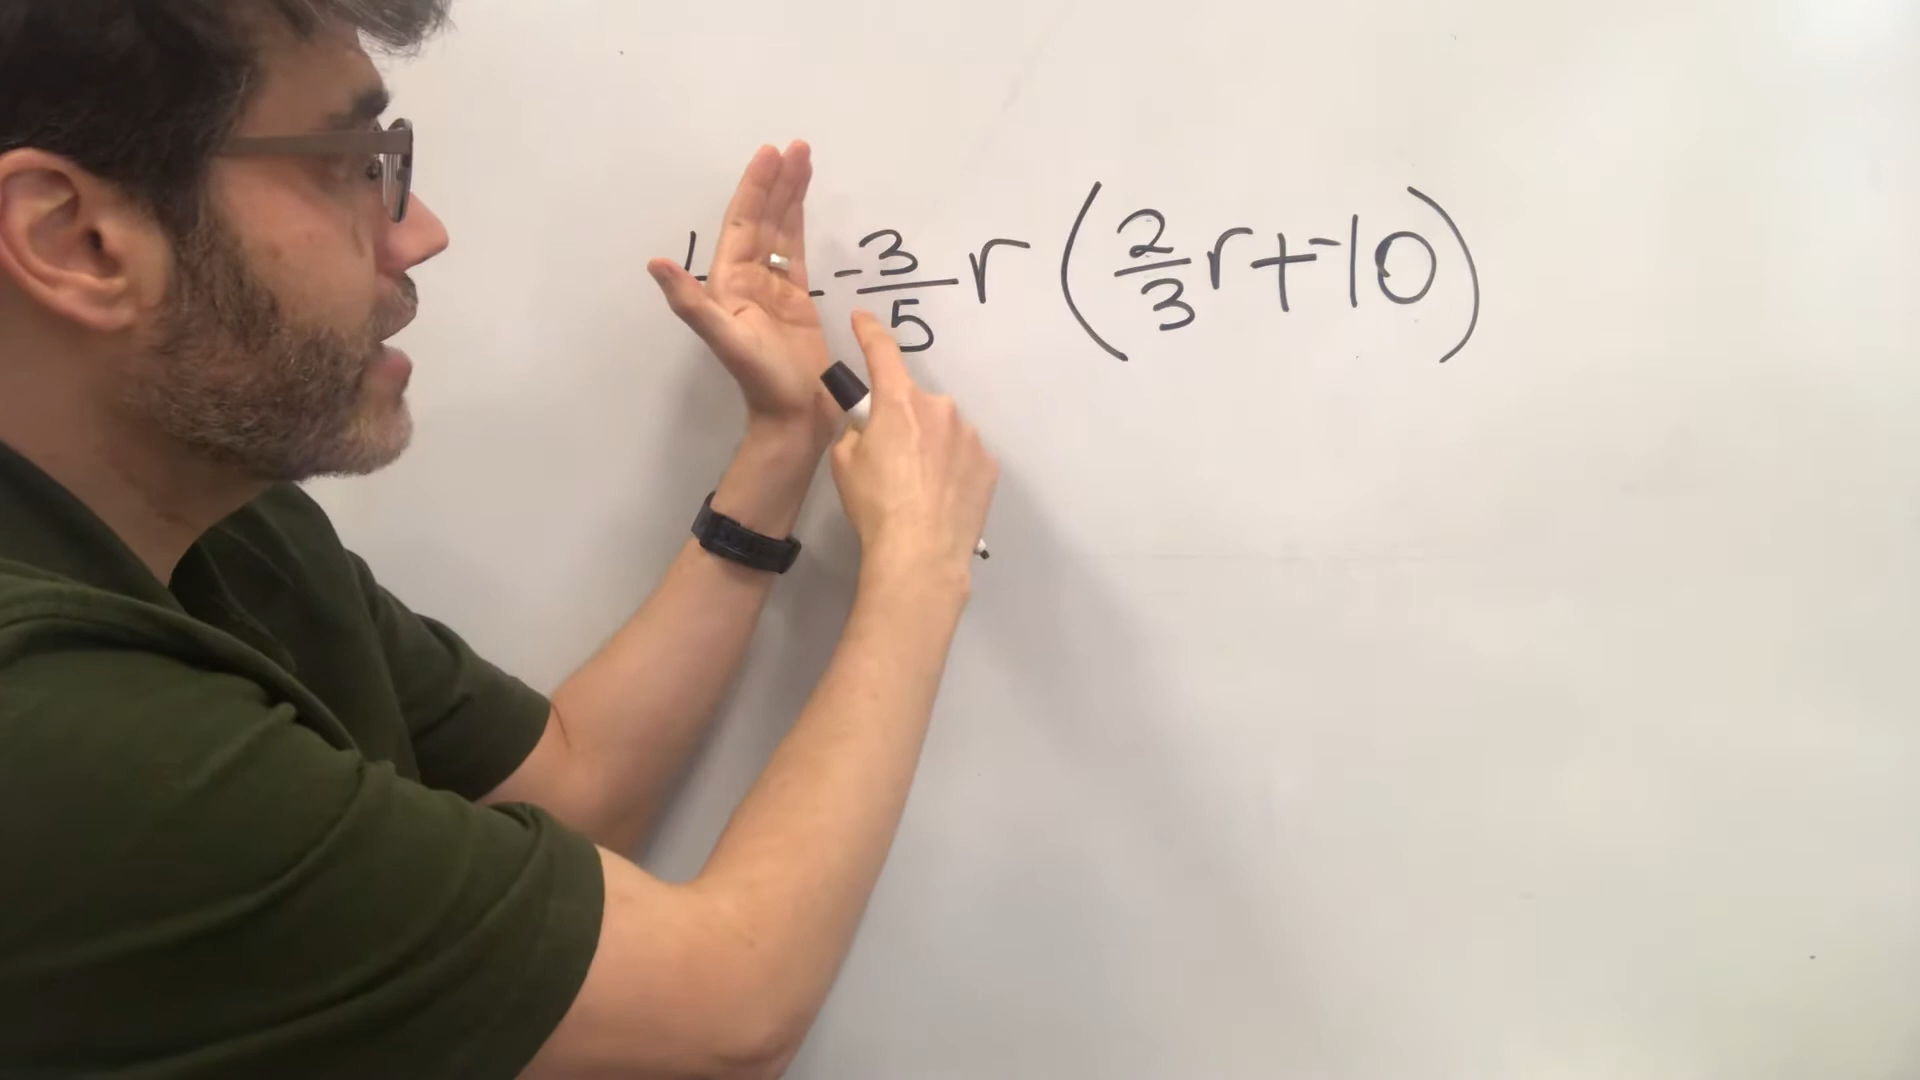 -3/5 r (2/3 r + -10)